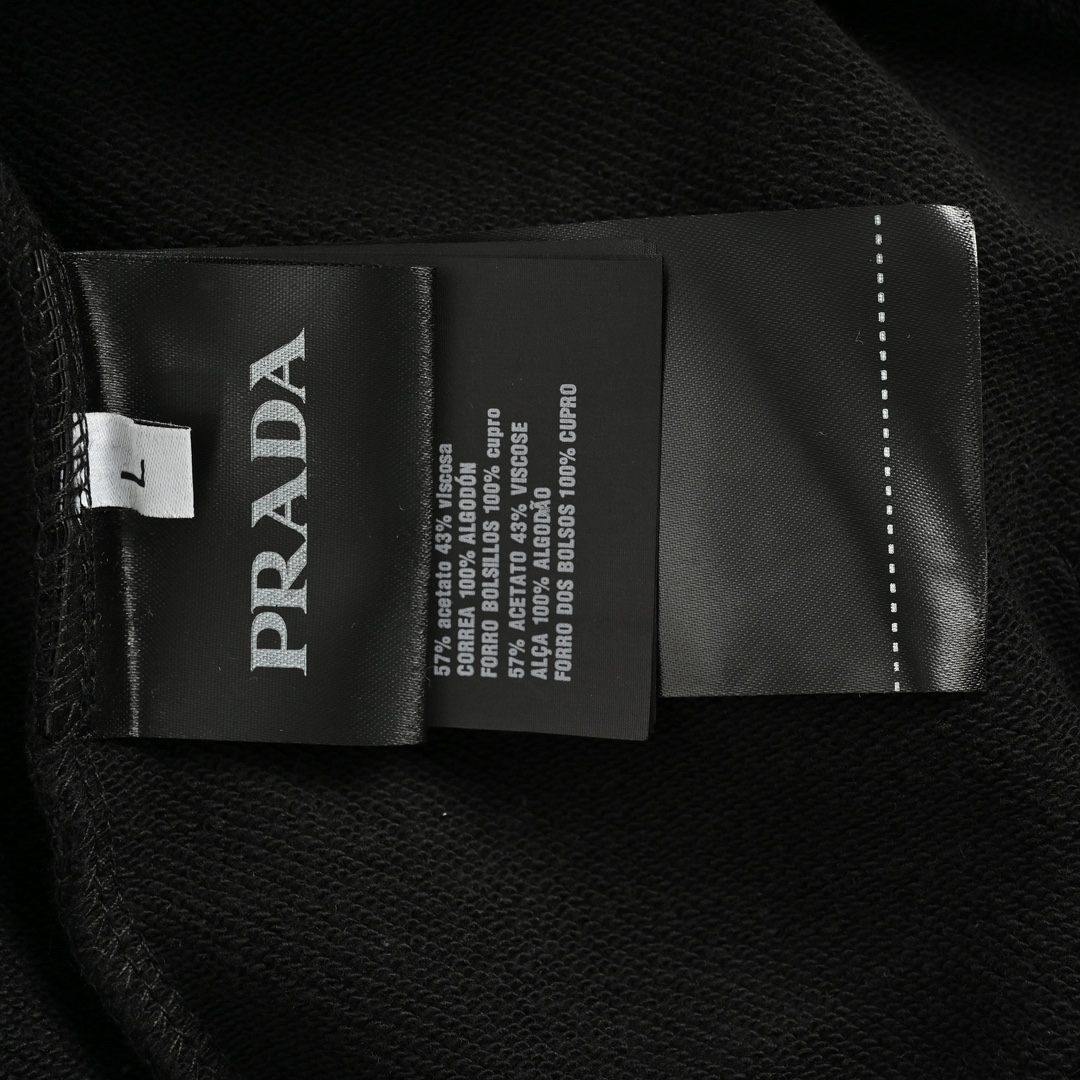 L
PRADA
57% acetato 43% viscosa
CORREA 100% ALGODÓN
FORRO BOLSILLOS 100% cupro
57% ACETATO 43% VISCOSE
ALÇA 100% ALGODÃO
FORRO DOS BOLSOS 100% CUPRO